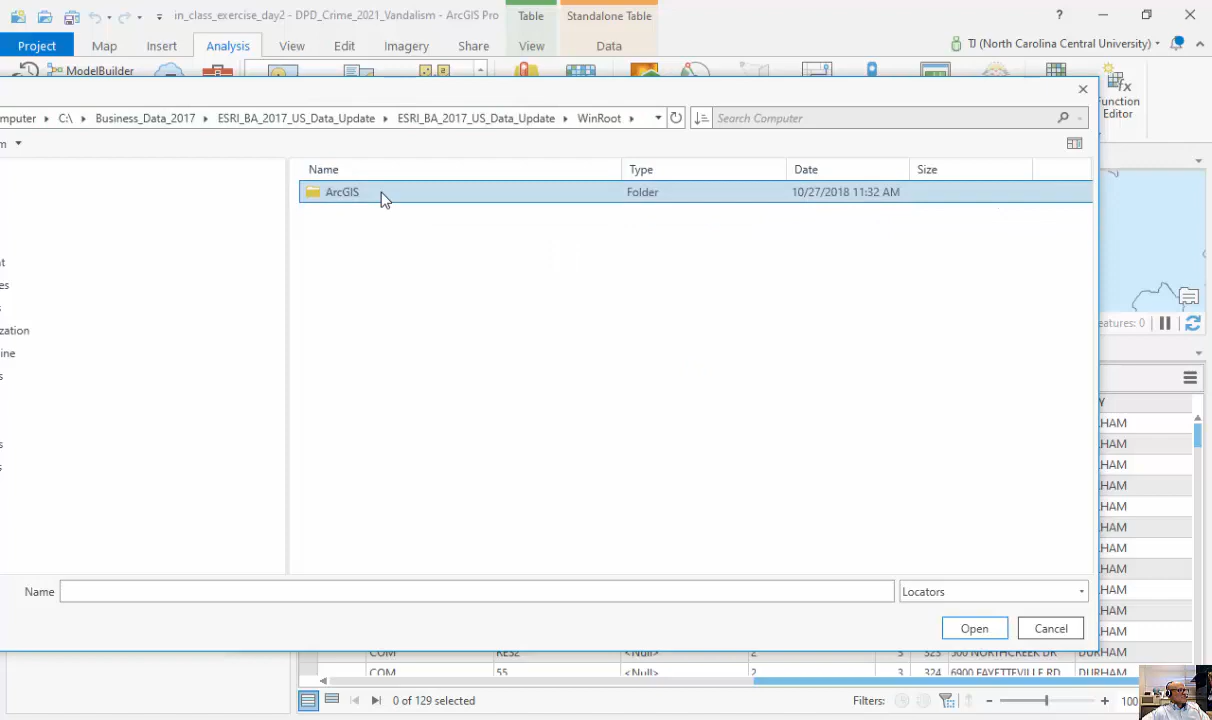 in_class_exercise_day2 - DPD_Crime_2021_Vandalism - ArcGIS Pro
Table
Standalone Table
?
Project
Map
Insert
Analysis
View
Edit
Imagery
Share
View
Data
TJ (North Carolina Central University)
ModelBuilder
Function
Editor
mputer
C:\
Business_Data_2017
ESRI_BA_2017_US_Data_Update
ESRI_BA_2017_US_Data_Update
WinRoot
Search Computer
m
Name
Type
Date
Size
ArcGIS
Folder
10/27/2018 11:32 AM
t
es
s
zation
ine
s
s
s
eatures: 0
Y
HAM
HAM
HAM
HAM
HAM
HAM
HAM
HAM
HAM
HAM
HAM
Name
Locators
Open
Cancel
COM
RES2
<Null>
2
3
323
300 NORTHCREEK DR
DURHAM
COM
55
<Null>
2
3
324
6900 FAYETTEVILLE RD
DURHAM
0 of 129 selected
Filters:
100